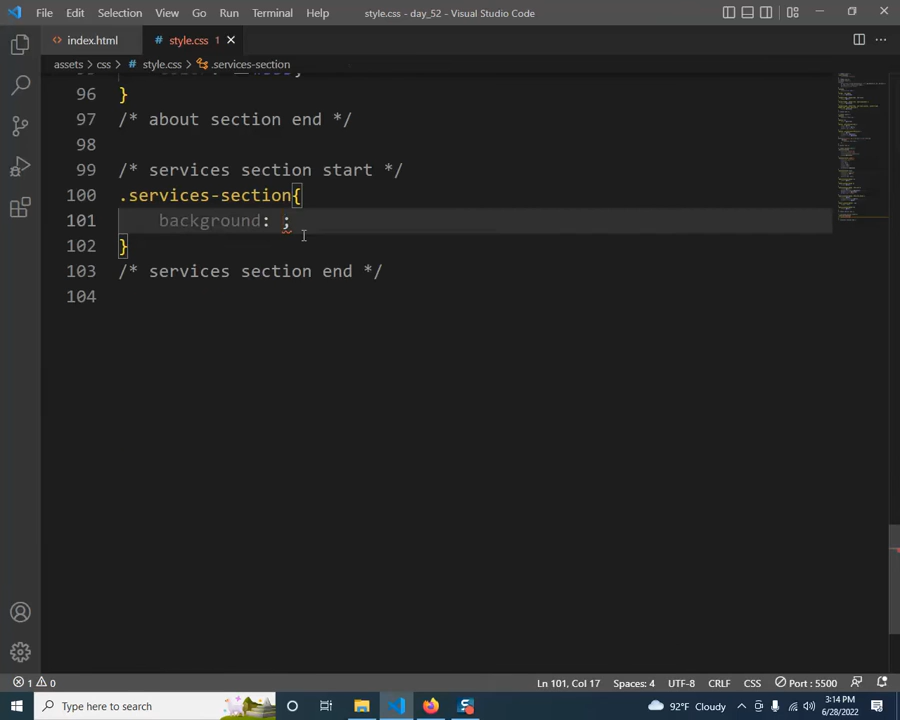 File Edit Selection View Go Run Terminal Help style.css - day_52 - Visual Studio Code
index.html style.css 1
assets > css > # style.css > .services-section
96 }
97 /* about section end */
98
99 /* services section start */
100 .services-section{
101 background: ;
102 }
103 /* services section end */
104
1 0 Ln 101, Col 17 Spaces: 4 UTF-8 CRLF CSS Port : 5500
Type here to search 92°F Cloudy 3:14 PM
6/28/2022